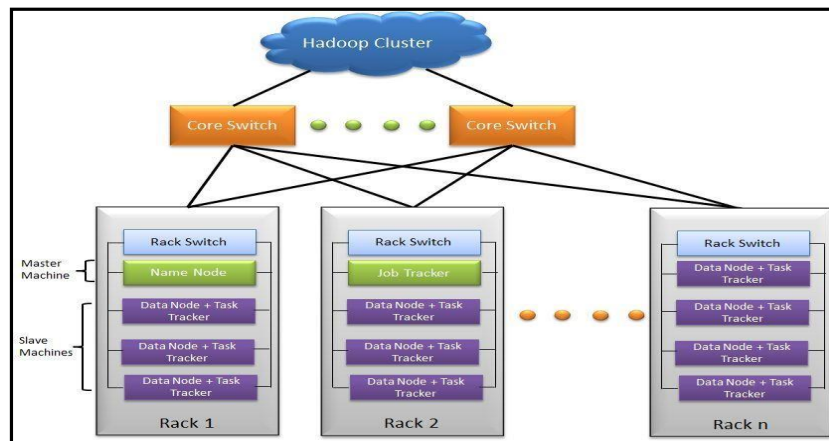 Hadoop Cluster
Core Switch
Core Switch
Rack Switch
Rack Switch
Rack Switch
Master
Machine
Name Node
Job Tracker
Data Node + Task
Tracker
Slave
Machines
Data Node + Task
Tracker
Data Node + Task
Tracker
Data Node + Task
Tracker
Data Node + Task
Tracker
Data Node + Task
Tracker
Data Node + Task
Tracker
Data Node + Task
Tracker
Data Node + Task
Tracker
Data Node + Task
Tracker
Rack 1
Rack 2
Rack n